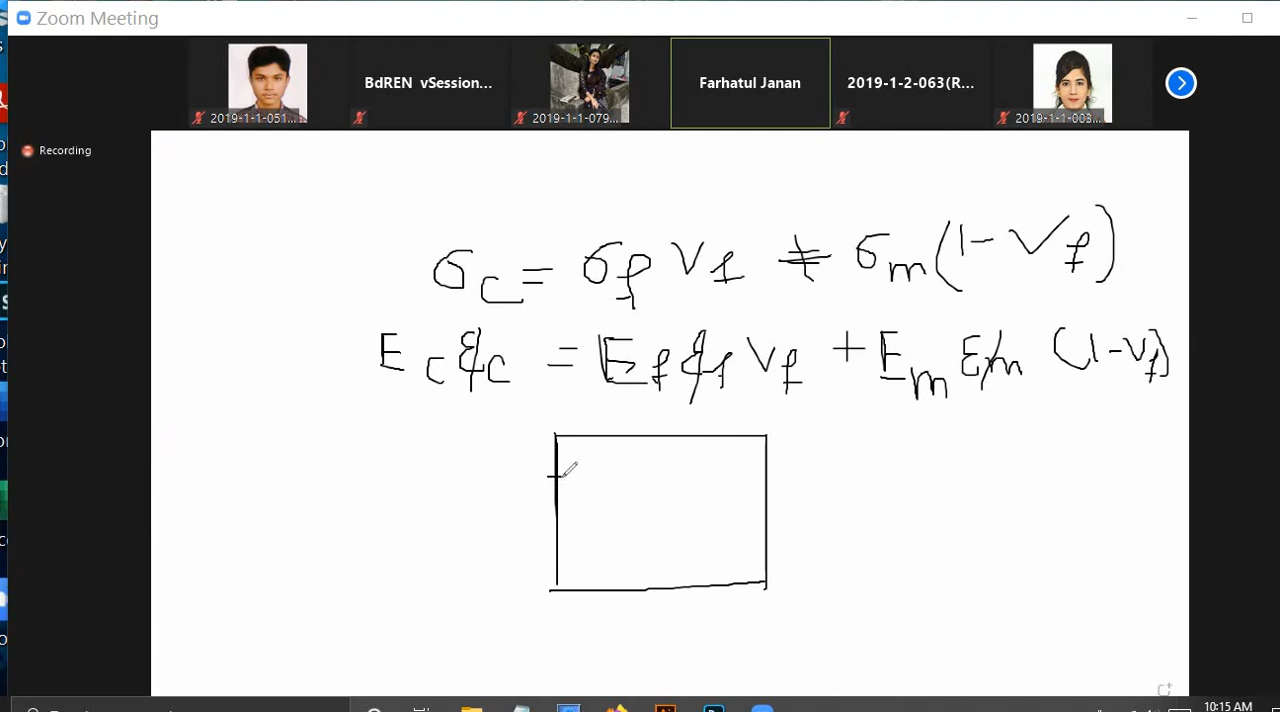 Zoom Meeting
2019-1-1-051...
BdREN vSession...
2019-1-1-079...
Farhatul Janan
2019-1-2-063(R...
2019-1-1-003...
Recording
σc = σf Vf + σm (1 - Vf)
Ec εc = Ef εf Vf + Em εm (1 - Vf)
10:15 AM